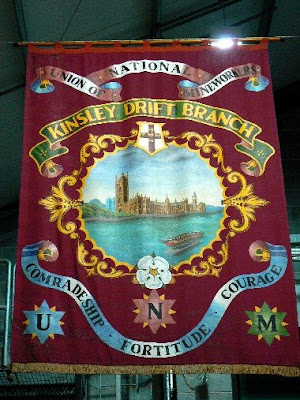 NATIONAL
UNION OF MINEWORKERS
KINSLEY DRIFT BRANCH
COMRADESHIP · FORTITUDE · COURAGE
U N M